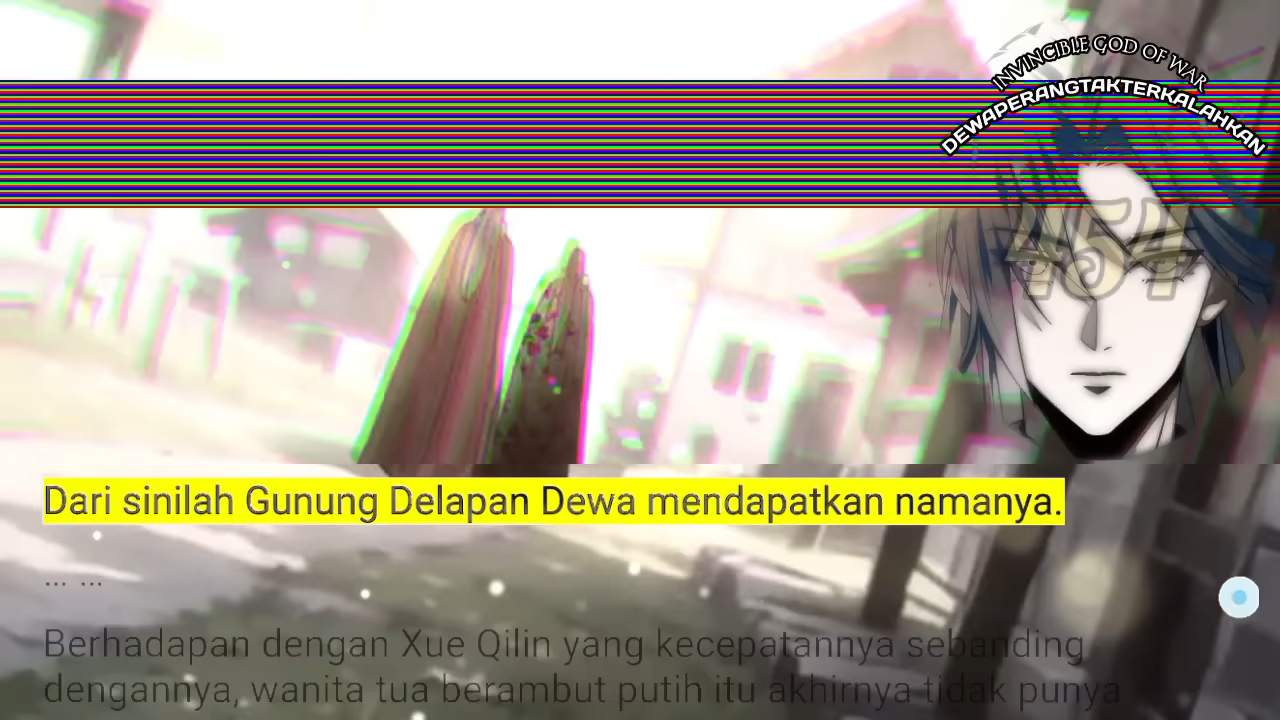 INVINCIBLE GOD OF WAR
DEWAPERANGTAKTERKALAHKAN
Dari sinilah Gunung Delapan Dewa mendapatkan namanya.
... ...
Berhadapan dengan Xue Qilin yang kecepatannya sebanding
dengannya, wanita tua berambut putih itu akhirnya tidak punya